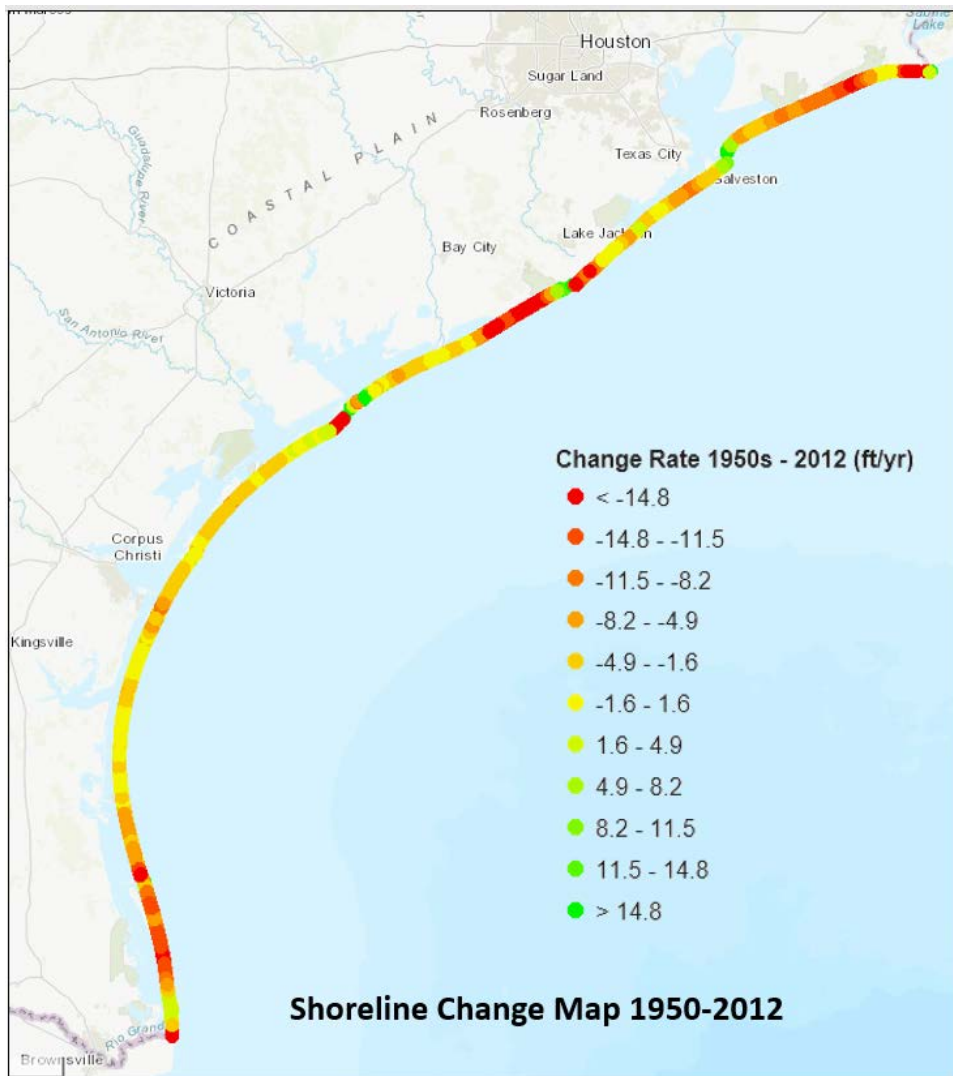 Sabine
Lake
Houston
Sugar Land
Rosenberg
COASTAL PLAIN
Texas City
Galveston
Guadalupe River
Lake Jackson
Bay City
Victoria
San Antonio River
Change Rate 1950s - 2012 (ft/yr)
< -14.8
-14.8 - -11.5
-11.5 - -8.2
-8.2 - -4.9
-4.9 - -1.6
-1.6 - 1.6
1.6 - 4.9
4.9 - 8.2
8.2 - 11.5
11.5 - 14.8
> 14.8
Corpus
Christi
Kingsville
Shoreline Change Map 1950-2012
Rio Grand
Brownsville